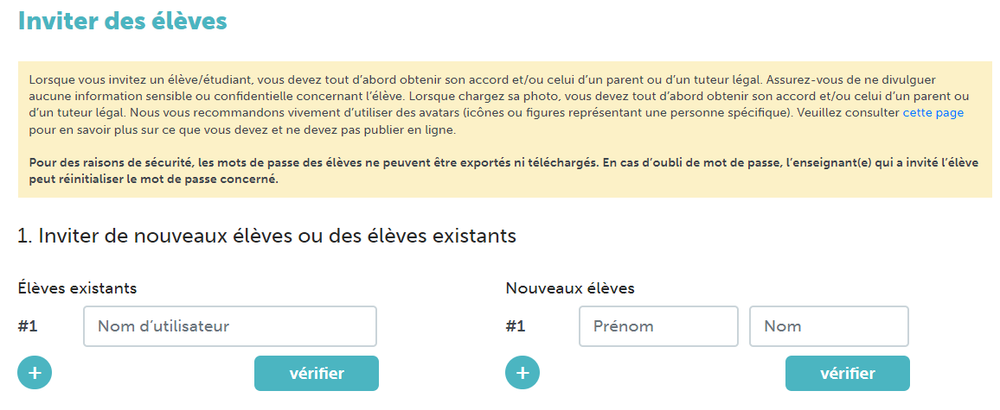 Inviter des élèves
Lorsque vous invitez un élève/étudiant, vous devez tout d’abord obtenir son accord et/ou celui d’un parent ou d’un tuteur légal. Assurez-vous de ne divulguer
aucune information sensible ou confidentielle concernant l’élève. Lorsque chargez sa photo, vous devez tout d’abord obtenir son accord et/ou celui d’un parent ou
d’un tuteur légal. Nous vous recommandons vivement d’utiliser des avatars (icônes ou figures représentant une personne spécifique). Veuillez consulter cette page
pour en savoir plus sur ce que vous devez et ne devez pas publier en ligne.
Pour des raisons de sécurité, les mots de passe des élèves ne peuvent être exportés ni téléchargés. En cas d’oubli de mot de passe, l’enseignant(e) qui a invité l’élève
peut réinitialiser le mot de passe concerné.
1. Inviter de nouveaux élèves ou des élèves existants
Élèves existants
#1 Nom d’utilisateur
+ vérifier
Nouveaux élèves
#1 Prénom Nom
+ vérifier